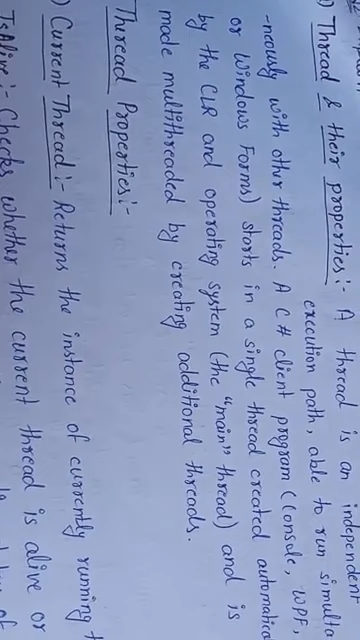 Thread & their properties :- A thread is an independent
execution path, able to run simulta
-neously with other threads. A C# client program (Console, WPF,
or Windows Forms) starts in a single thread created automatica
by the CLR and operating system (the "main" thread) and is
made multithreaded by creating additional threads.
Thread Properties :-
) Current Thread :- Returns the instance of currently running t
IsAlive :- Checks whether the current thread is alive or